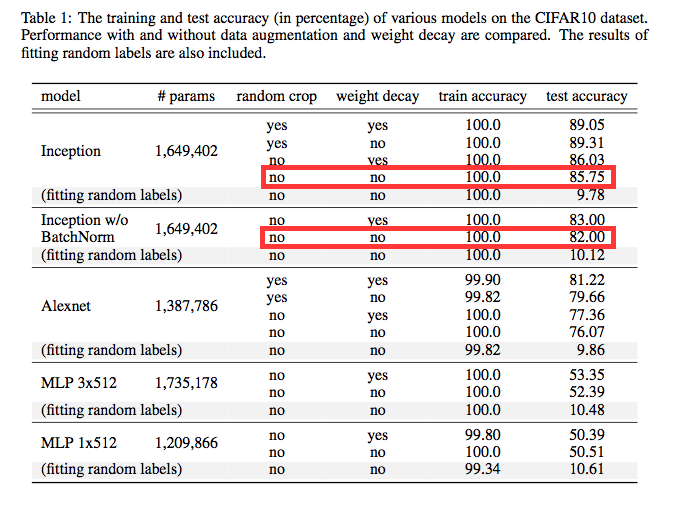 Table 1: The training and test accuracy (in percentage) of various models on the CIFAR10 dataset.
Performance with and without data augmentation and weight decay are compared. The results of
fitting random labels are also included.
model # params random crop weight decay train accuracy test accuracy
yes yes 100.0 89.05
yes no 100.0 89.31
Inception 1,649,402
no yes 100.0 86.03
no no 100.0 85.75
(fitting random labels) no no 100.0 9.78
Inception w/o
BatchNorm 1,649,402
no yes 100.0 83.00
no no 100.0 82.00
(fitting random labels) no no 100.0 10.12
yes yes 99.90 81.22
yes no 99.82 79.66
Alexnet 1,387,786
no yes 100.0 77.36
no no 100.0 76.07
(fitting random labels) no no 99.82 9.86
MLP 3x512 1,735,178
no yes 100.0 53.35
no no 100.0 52.39
(fitting random labels) no no 100.0 10.48
MLP 1x512 1,209,866
no yes 99.80 50.39
no no 100.0 50.51
(fitting random labels) no no 99.34 10.61